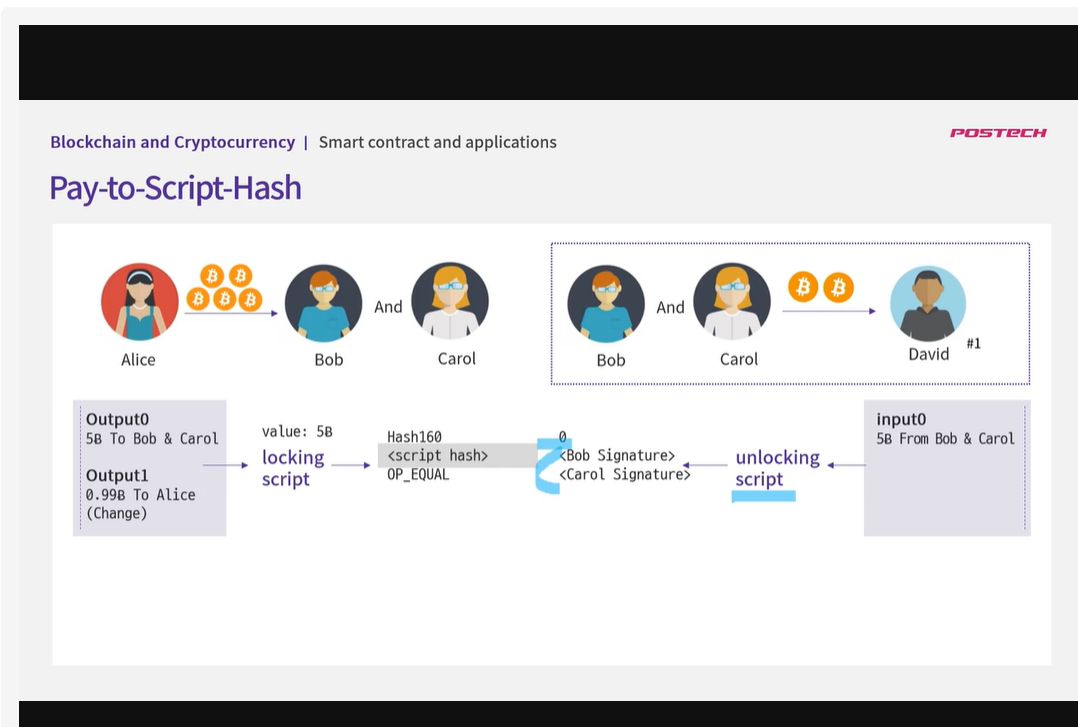 Blockchain and Cryptocurrency | Smart contract and applications
POSTECH
Pay-to-Script-Hash
Alice
Bob
And
Carol
Bob
And
Carol
David
#1
Output0
5B To Bob & Carol
Output1
0.99B To Alice
(Change)
value: 5B
locking
script
Hash160
<script hash>
OP_EQUAL
0
<Bob Signature>
<Carol Signature>
unlocking
script
input0
5B From Bob & Carol